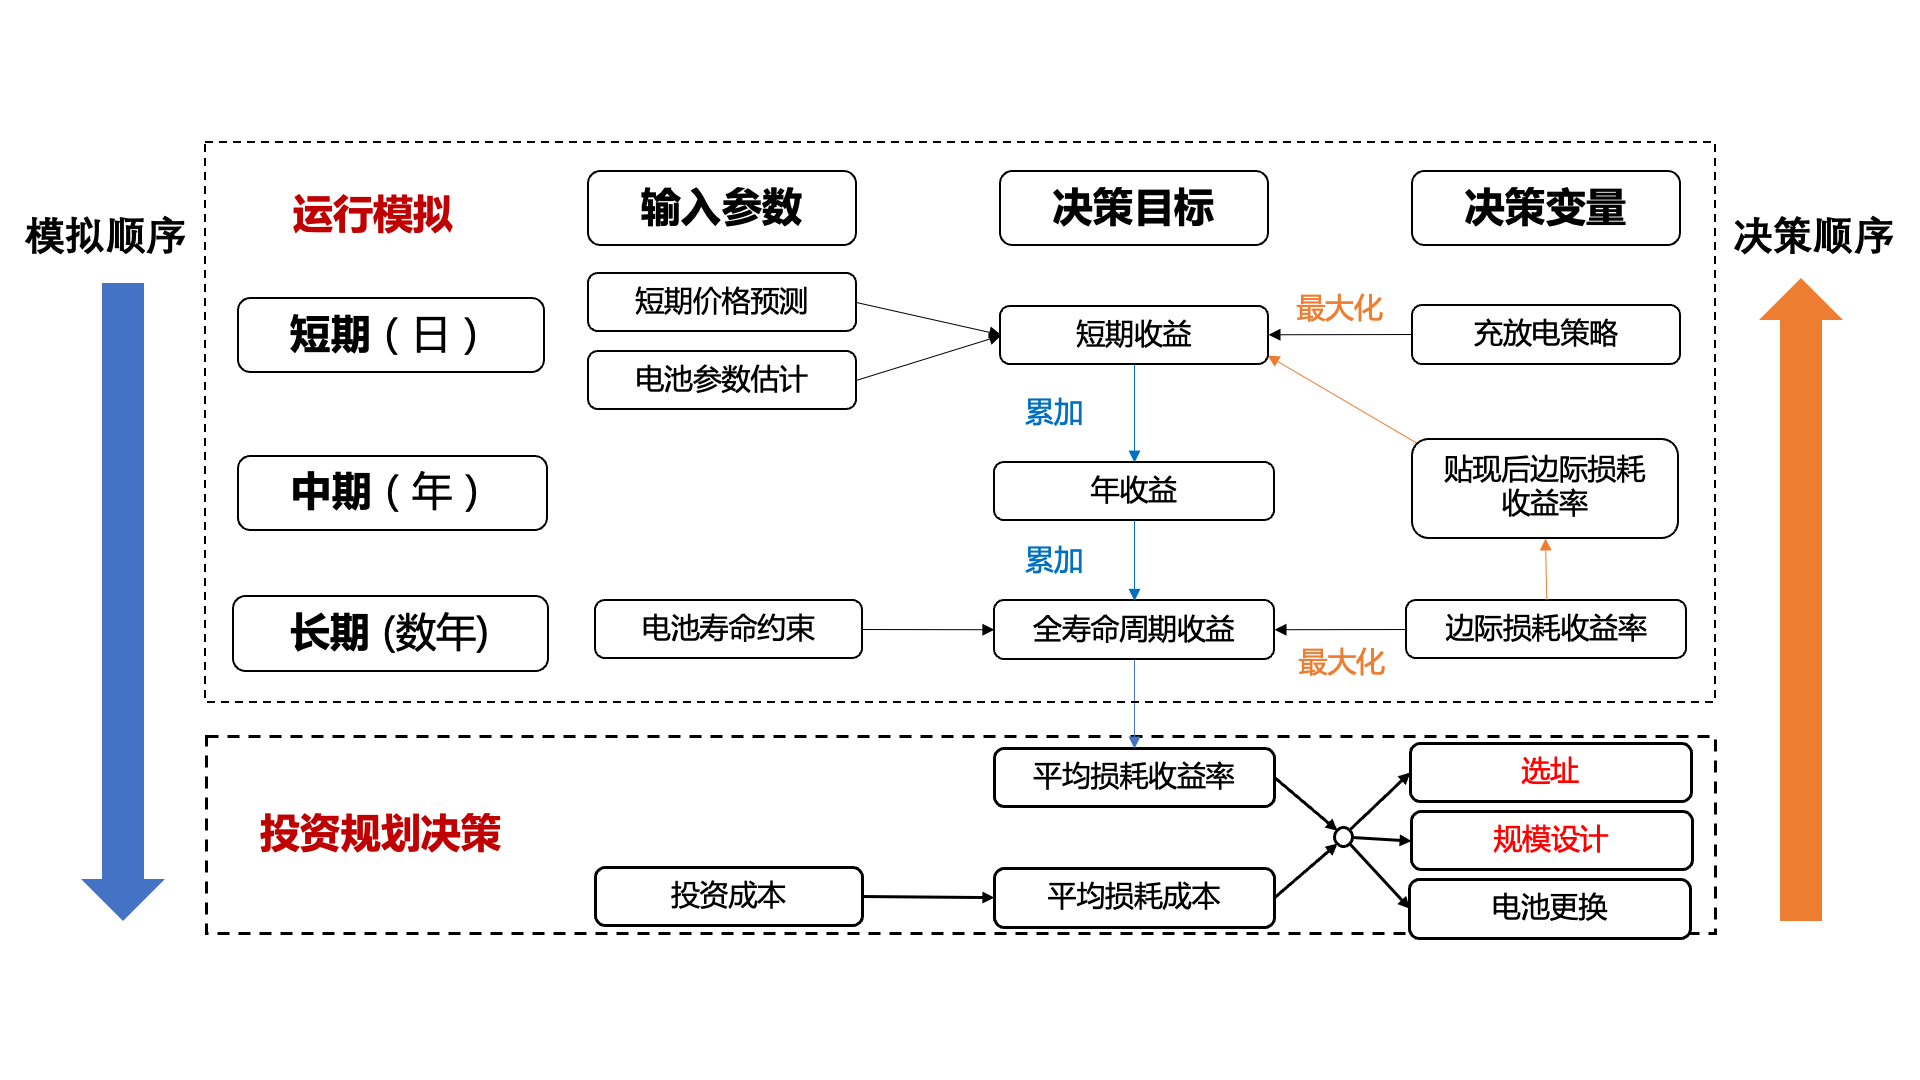 模拟顺序
决策顺序
运行模拟
输入参数
决策目标
决策变量
短期（日）
短期价格预测
电池参数估计
短期收益
最大化
充放电策略
累加
中期（年）
年收益
贴现后边际损耗
收益率
累加
长期 (数年)
电池寿命约束
全寿命周期收益
最大化
边际损耗收益率
投资规划决策
平均损耗收益率
选址
规模设计
投资成本
平均损耗成本
电池更换